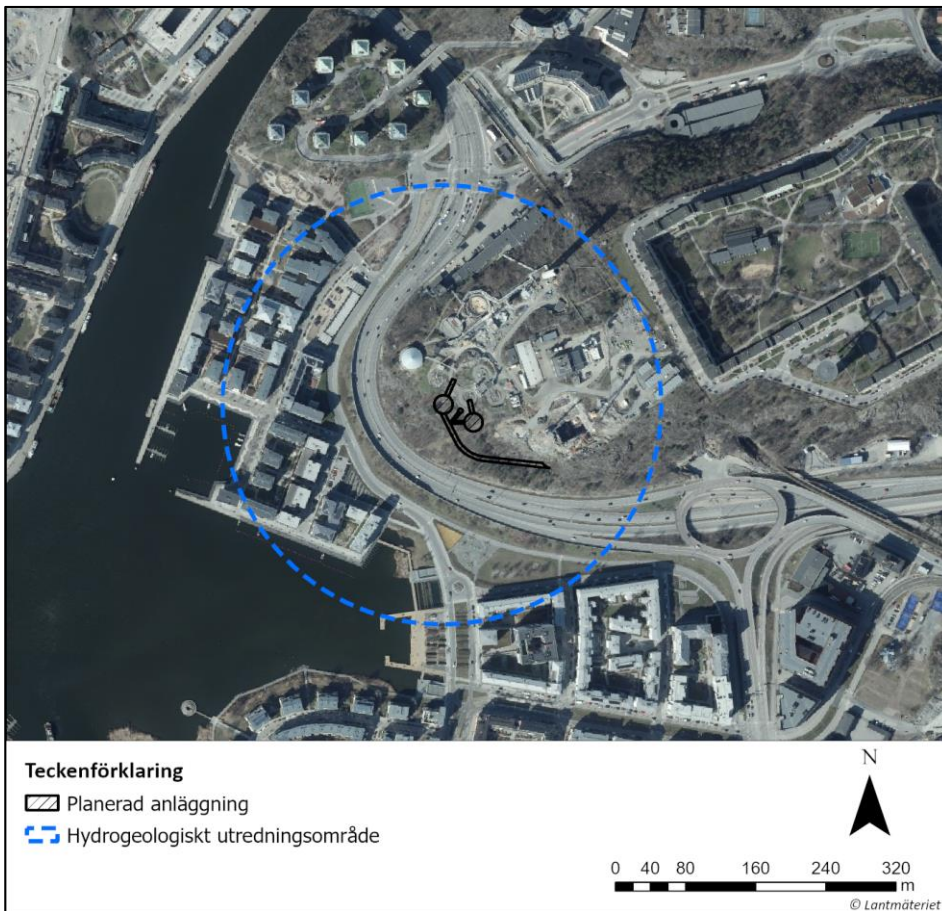 Teckenförklaring
Planerad anläggning
Hydrogeologiskt utredningsområde
N
0 40 80 160 240 320
m
© Lantmäteriet